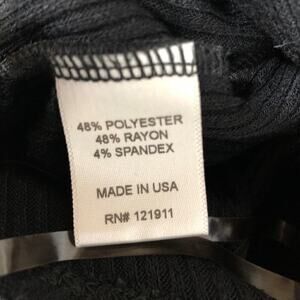 48% POLYESTER
48% RAYON
4% SPANDEX
MADE IN USA
RN# 121911